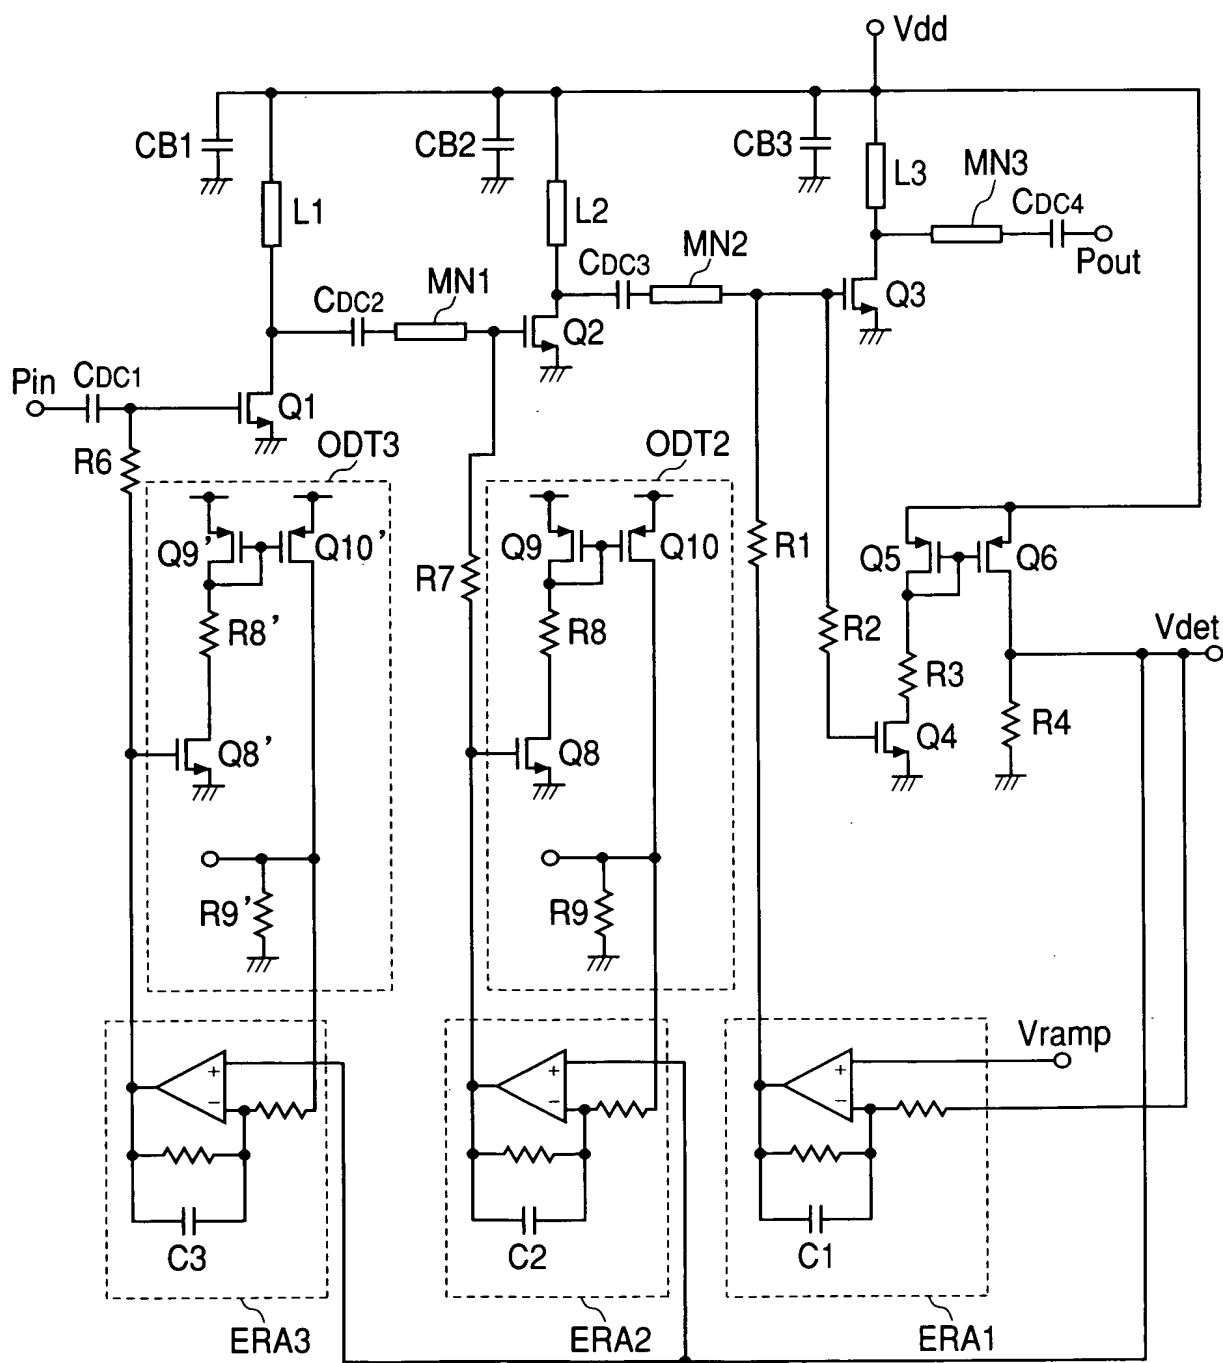 Vdd
CB1
CB2
CB3
L1
L2
L3
MN3
CDC4
Pout
MN2
CDC3
Q3
MN1
CDC2
Q2
Pin
CDC1
Q1
R6
ODT3
ODT2
Q9'
Q10'
Q9
Q10
R1
Q5
Q6
R7
R8'
R8
R2
Vdet
R3
R4
Q8'
Q8
Q4
R9'
R9
Vramp
+
+
+
−
−
−
C3
C2
C1
ERA3
ERA2
ERA1